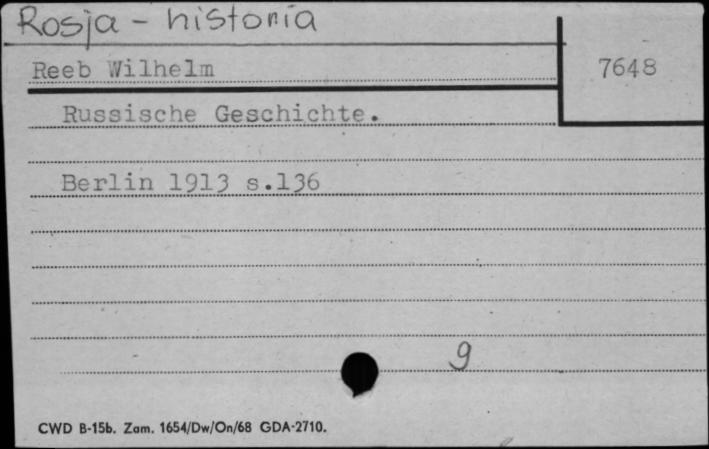 Rosja - historia
Reeb Wilhelm
7648
Russische Geschichte.
Berlin 1913 s.136
9
CWD B-15b. Zam. 1654/Dw/On/68 GDA-2710.